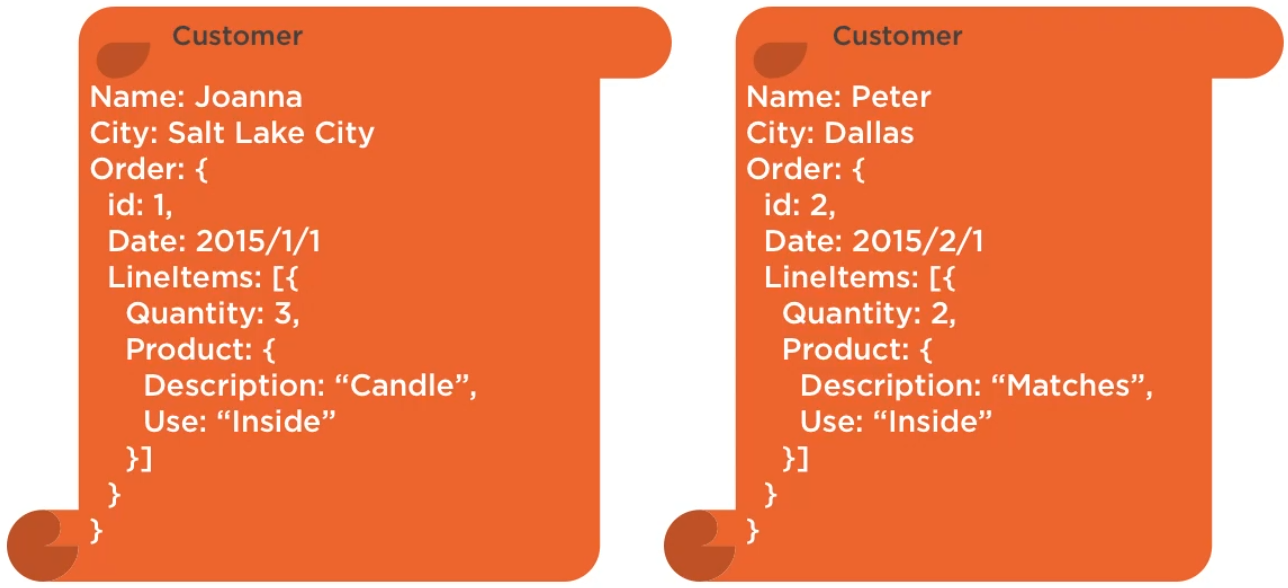 Customer
Name: Joanna
City: Salt Lake City
Order: {
id: 1,
Date: 2015/1/1
LineItems: [{
Quantity: 3,
Product: {
Description: “Candle”,
Use: “Inside”
}]
}
}
Customer
Name: Peter
City: Dallas
Order: {
id: 2,
Date: 2015/2/1
LineItems: [{
Quantity: 2,
Product: {
Description: “Matches”,
Use: “Inside”
}]
}
}